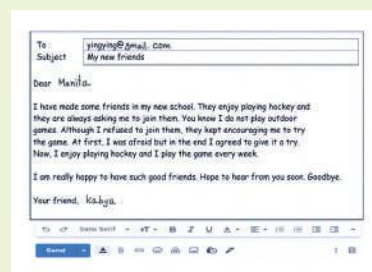 To : yingying@gmail.com
Subject My new friends
Dear Manita
I have made some friends in my new school. They enjoy playing hockey and
they are always asking me to join them. You know I do not play outdoor
games. Although I refused to join them, they kept encouraging me to try
the game. At first, I was afraid but in the end I agreed to give it a try.
Now, I enjoy playing hockey and I play the game every week.
I am really happy to have such good friends. Hope to hear from you soon. Goodbye.
Your friend, Kabya
Sans Serif
Send